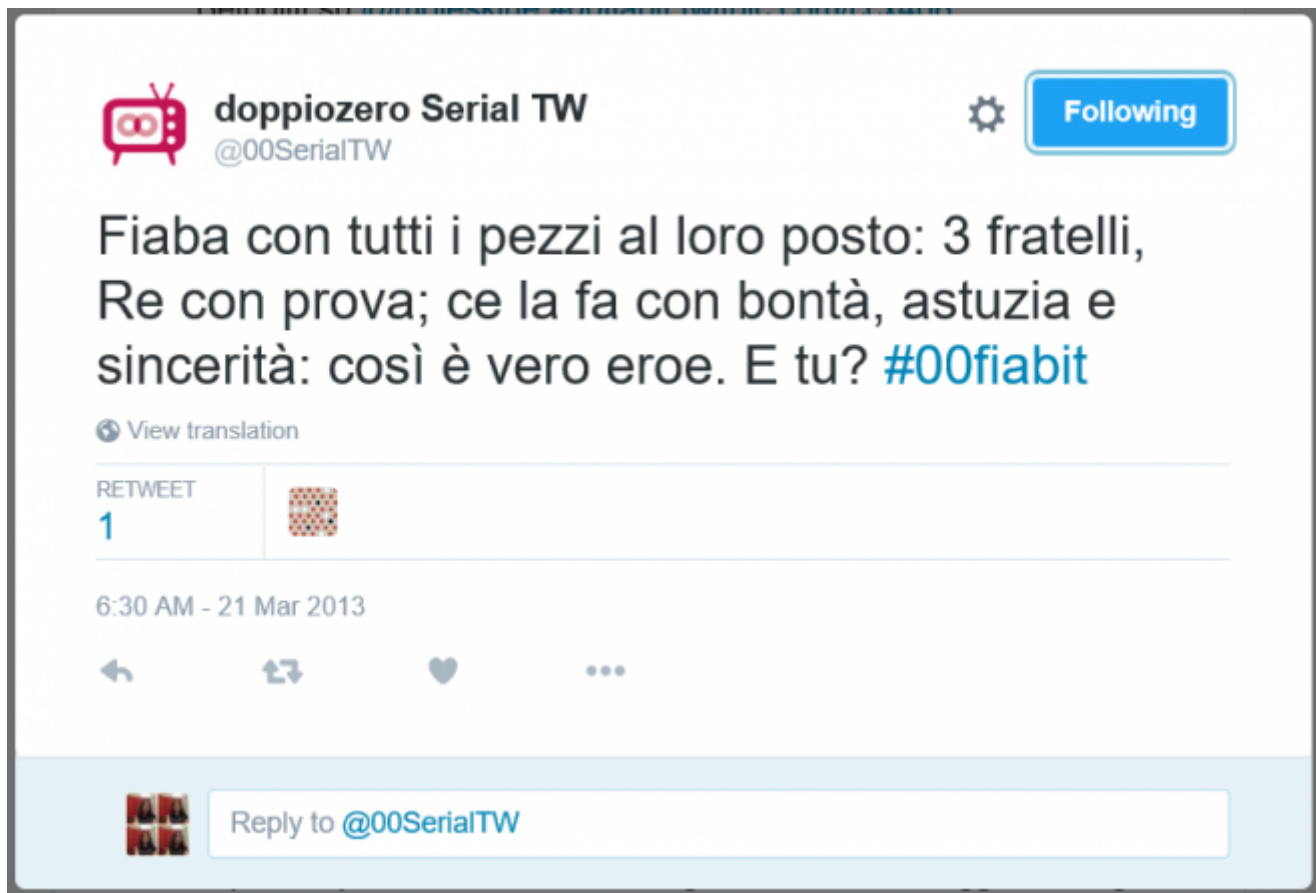 doppiozero Serial TW
@00SerialTW
Following
Fiaba con tutti i pezzi al loro posto: 3 fratelli,
Re con prova; ce la fa con bontà, astuzia e
sincerità: così è vero eroe. E tu? #00fiabit
View translation
RETWEET
1
6:30 AM - 21 Mar 2013
Reply to @00SerialTW